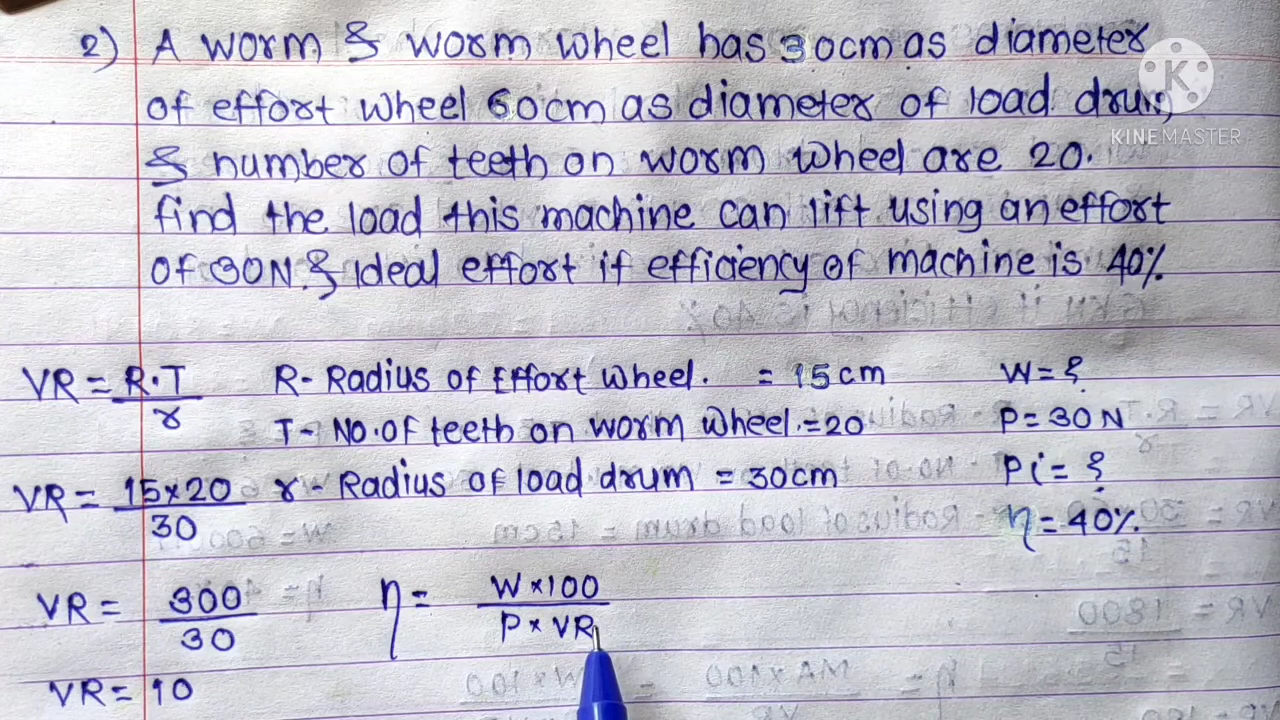 2) A worm & worm wheel has 30cm as diameter
of effort wheel 60cm as diameter of load drum
& number of teeth on worm wheel are 20.
find the load this machine can lift using an effort
of 30N. & Ideal effort if efficiency of machine is 40%
KINEMASTER
VR = R.T / r R - Radius of Effort wheel. = 15cm W = ?
T - No. of teeth on worm wheel. = 20 P = 30N
VR = 15×20 / 30 r - Radius of load drum = 30cm Pi = ?
η = 40%.
VR = 300 / 30 η = W×100 / P × VR
VR = 10